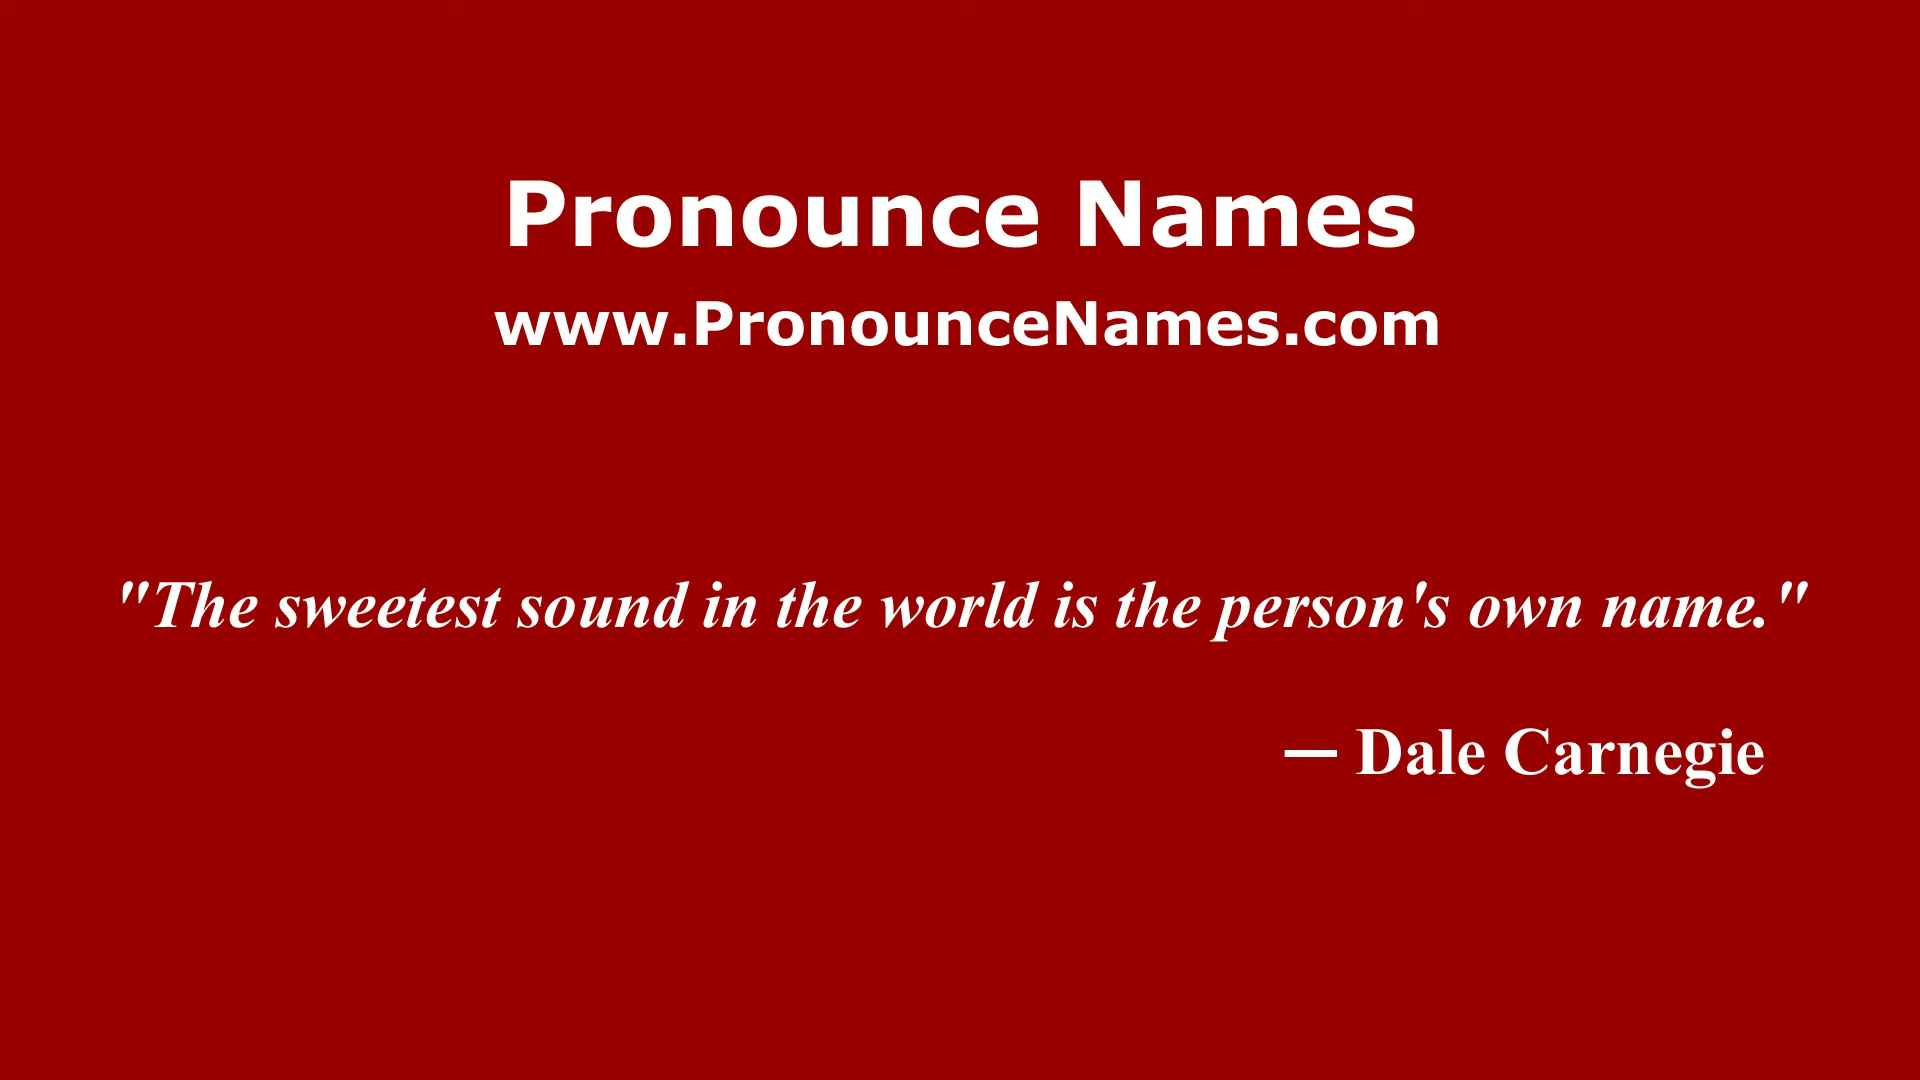 Pronounce Names
www.PronounceNames.com
"The sweetest sound in the world is the person's own name."
— Dale Carnegie